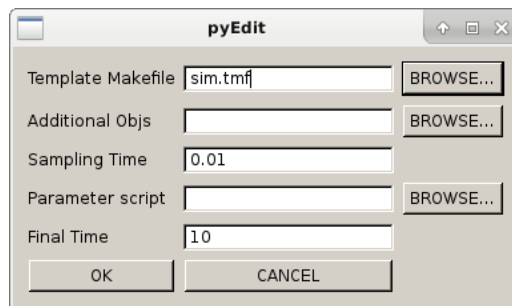 pyEdit
Template Makefile sim.tmf BROWSE...
Additional Objs BROWSE...
Sampling Time 0.01
Parameter script BROWSE...
Final Time 10
OK CANCEL